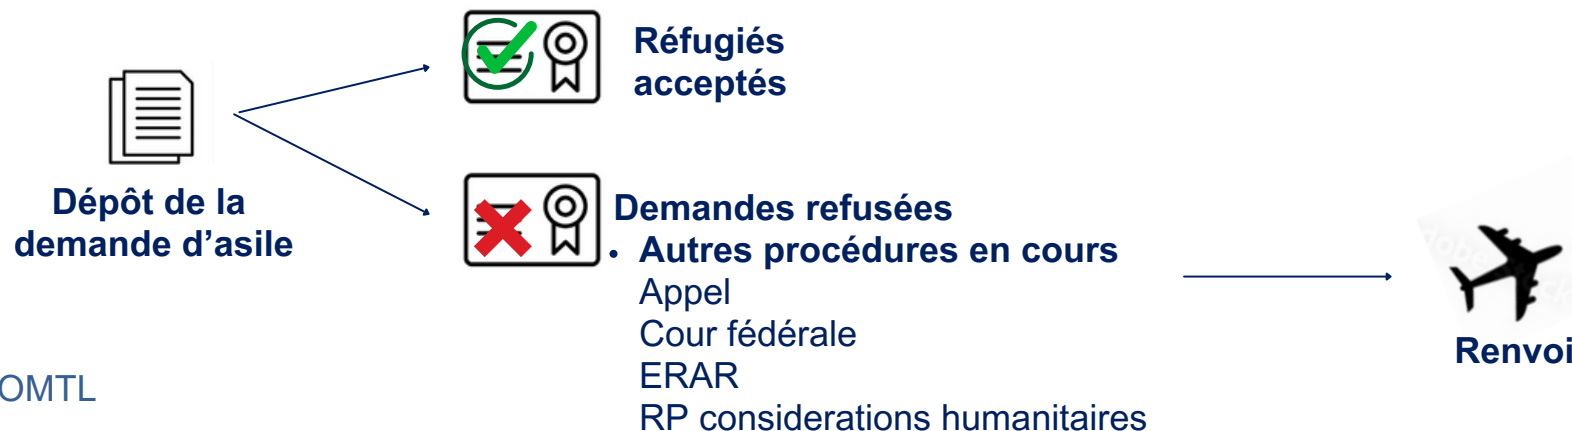 Réfugiés
acceptés
Dépôt de la
demande d’asile
Demandes refusées
• Autres procédures en cours
Appel
Cour fédérale
ERAR
RP considerations humanitaires
Renvoi
OMTL